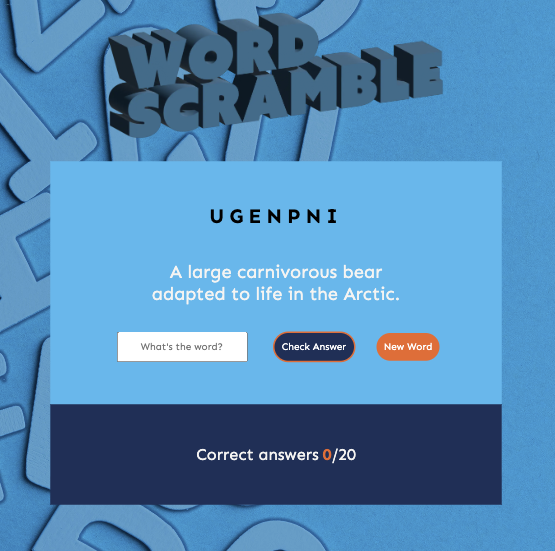 WORD
SCRAMBLE
UGENPNI
A large carnivorous bear
adapted to life in the Arctic.
What's the word?
Check Answer
New Word
Correct answers 0/20